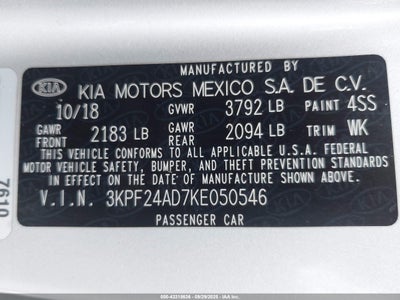 MANUFACTURED BY
KIA KIA MOTORS MEXICO S.A. DE C.V.
10/18 GVWR 3792 LB PAINT 4SS
GAWR FRONT 2183 LB GAWR REAR 2094 LB TRIM WK
THIS VEHICLE CONFORMS TO ALL APPLICABLE U.S.A. FEDERAL
MOTOR VEHICLE SAFETY, BUMPER, AND THEFT PREVENTION
STANDARDS IN EFFECT ON THE DATE OF MANUFACTURE SHOWN ABOVE.
V.I.N. 3KPF24AD7KE050546
PASSENGER CAR
7610